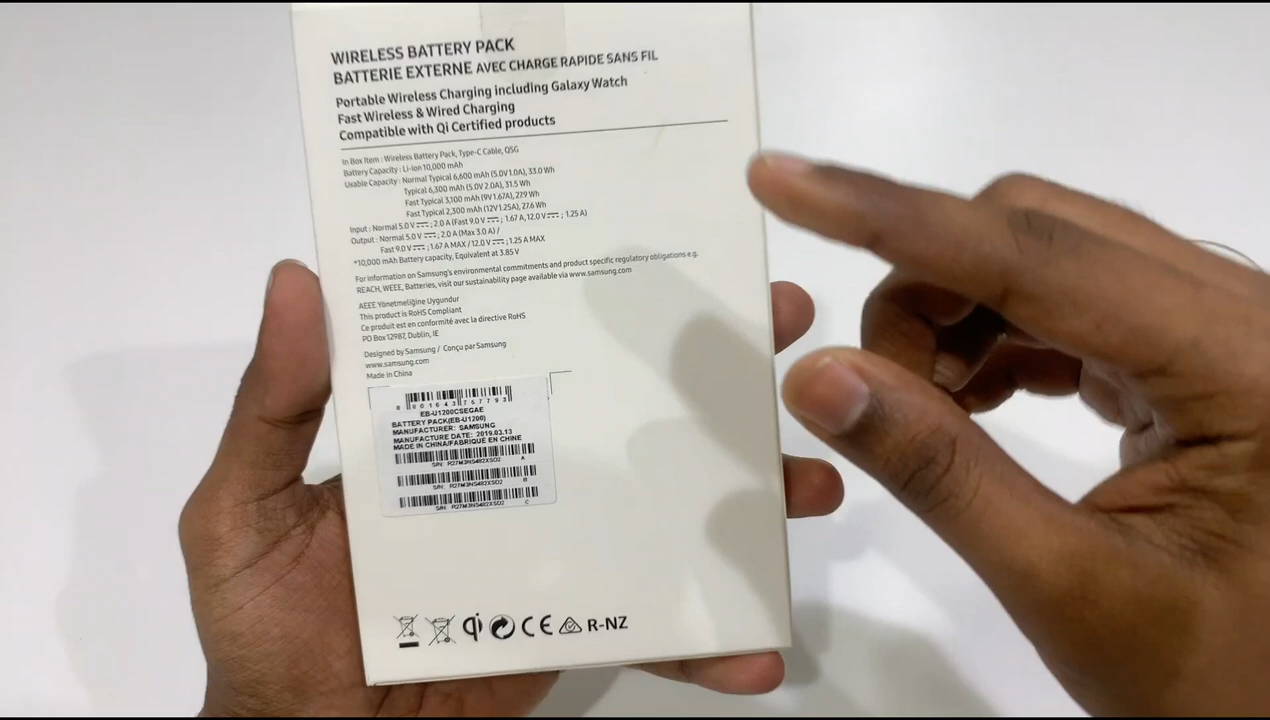 WIRELESS BATTERY PACK
BATTERIE EXTERNE AVEC CHARGE RAPIDE SANS FIL
Portable Wireless Charging including Galaxy Watch
Fast Wireless & Wired Charging
Compatible with Qi Certified products
In Box Item : Wireless Battery Pack, Type-C Cable, QSG
Battery Capacity : Li-ion 10,000 mAh
Usable Capacity : Normal Typical 6,600 mAh (5.0V 1.0A), 33.0 Wh
Typical 6,300 mAh (5.0V 2.0A), 31.5 Wh
Fast Typical 3,100 mAh (9V 1.67A), 27.9 Wh
Fast Typical 2,300 mAh (12V 1.25A), 27.6 Wh
Input : Normal 5.0 V ⎓ ; 2.0 A (Fast 9.0 V ⎓ ; 1.67 A, 12.0 V ⎓ ; 1.25 A)
Output : Normal 5.0 V ⎓ ; 2.0 A (Max 3.0 A) /
Fast 9.0 V ⎓ ; 1.67 A MAX / 12.0 V ⎓ ; 1.25 A MAX
*10,000 mAh Battery capacity, Equivalent at 3.85 V
For information on Samsung's environmental commitments and product specific regulatory obligations e.g.
REACH, WEEE, Batteries, visit our sustainability page available via www.samsung.com
AEEE Yönetmeliğine Uygundur
This product is RoHS Compliant
Ce produit est en conformité avec la directive RoHS
PO Box 12987, Dublin, IE
Designed by Samsung / Conçu par Samsung
www.samsung.com
Made in China
8 801643 757793
EB-U1200CSEGAE
BATTERY PACK(EB-U1200)
MANUFACTURER: SAMSUNG
MANUFACTURE DATE: 2019.03.13
MADE IN CHINA/FABRIQUÉ EN CHINE
S/N: R27M3NS482XSD2 A
S/N: R27M3NS482XSD2 B
S/N: R27M3NS482XSD2 C
qi CE R-NZ